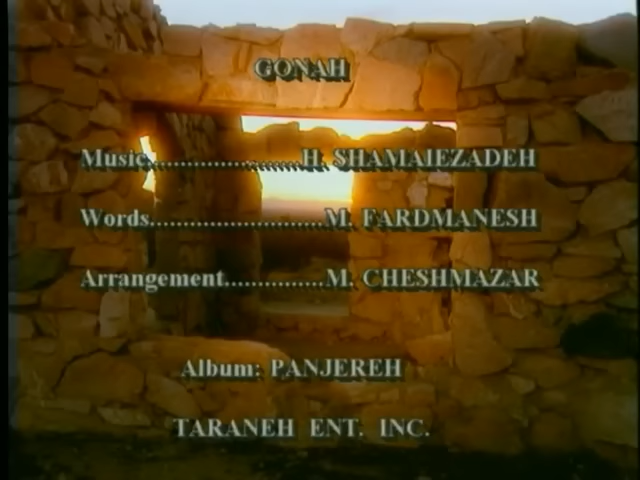 GONAH
Music......................H. SHAMAIEZADEH
Words..........................M. FARDMANESH
Arrangement...............M. CHESHMAZAR
Album: PANJEREH
TARANEH ENT. INC.